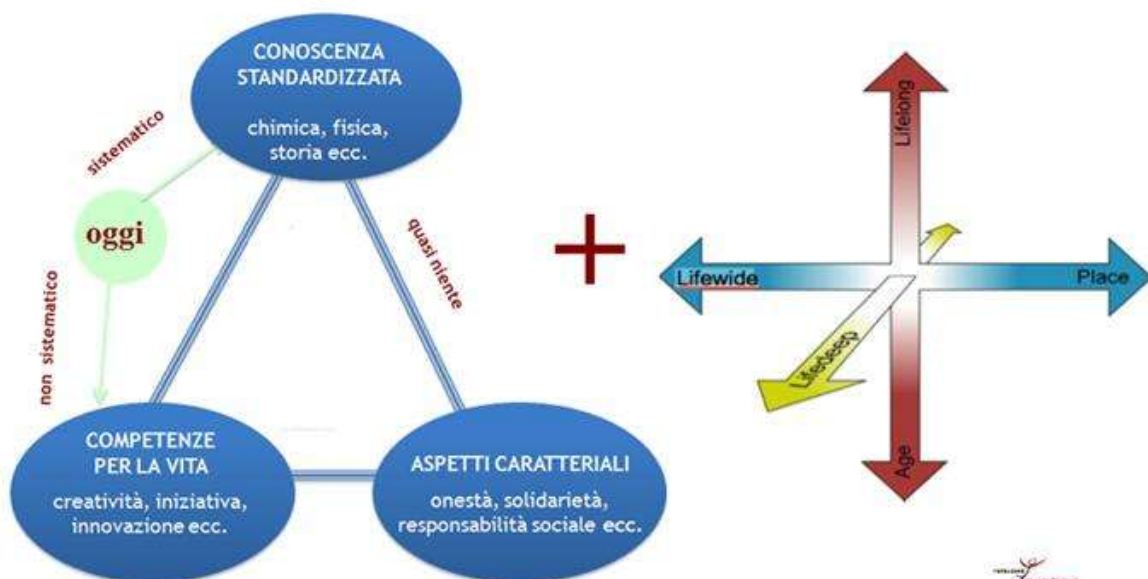 CONOSCENZA
STANDARDIZZATA
chimica, fisica,
storia ecc.
sistematico
oggi
non sistematico
quasi niente
COMPETENZE
PER LA VITA
creatività, iniziativa,
innovazione ecc.
ASPETTI CARATTERIALI
onestà, solidarietà,
responsabilità sociale ecc.
+
Lifelong
Lifewide
Place
Lifedeep
Age